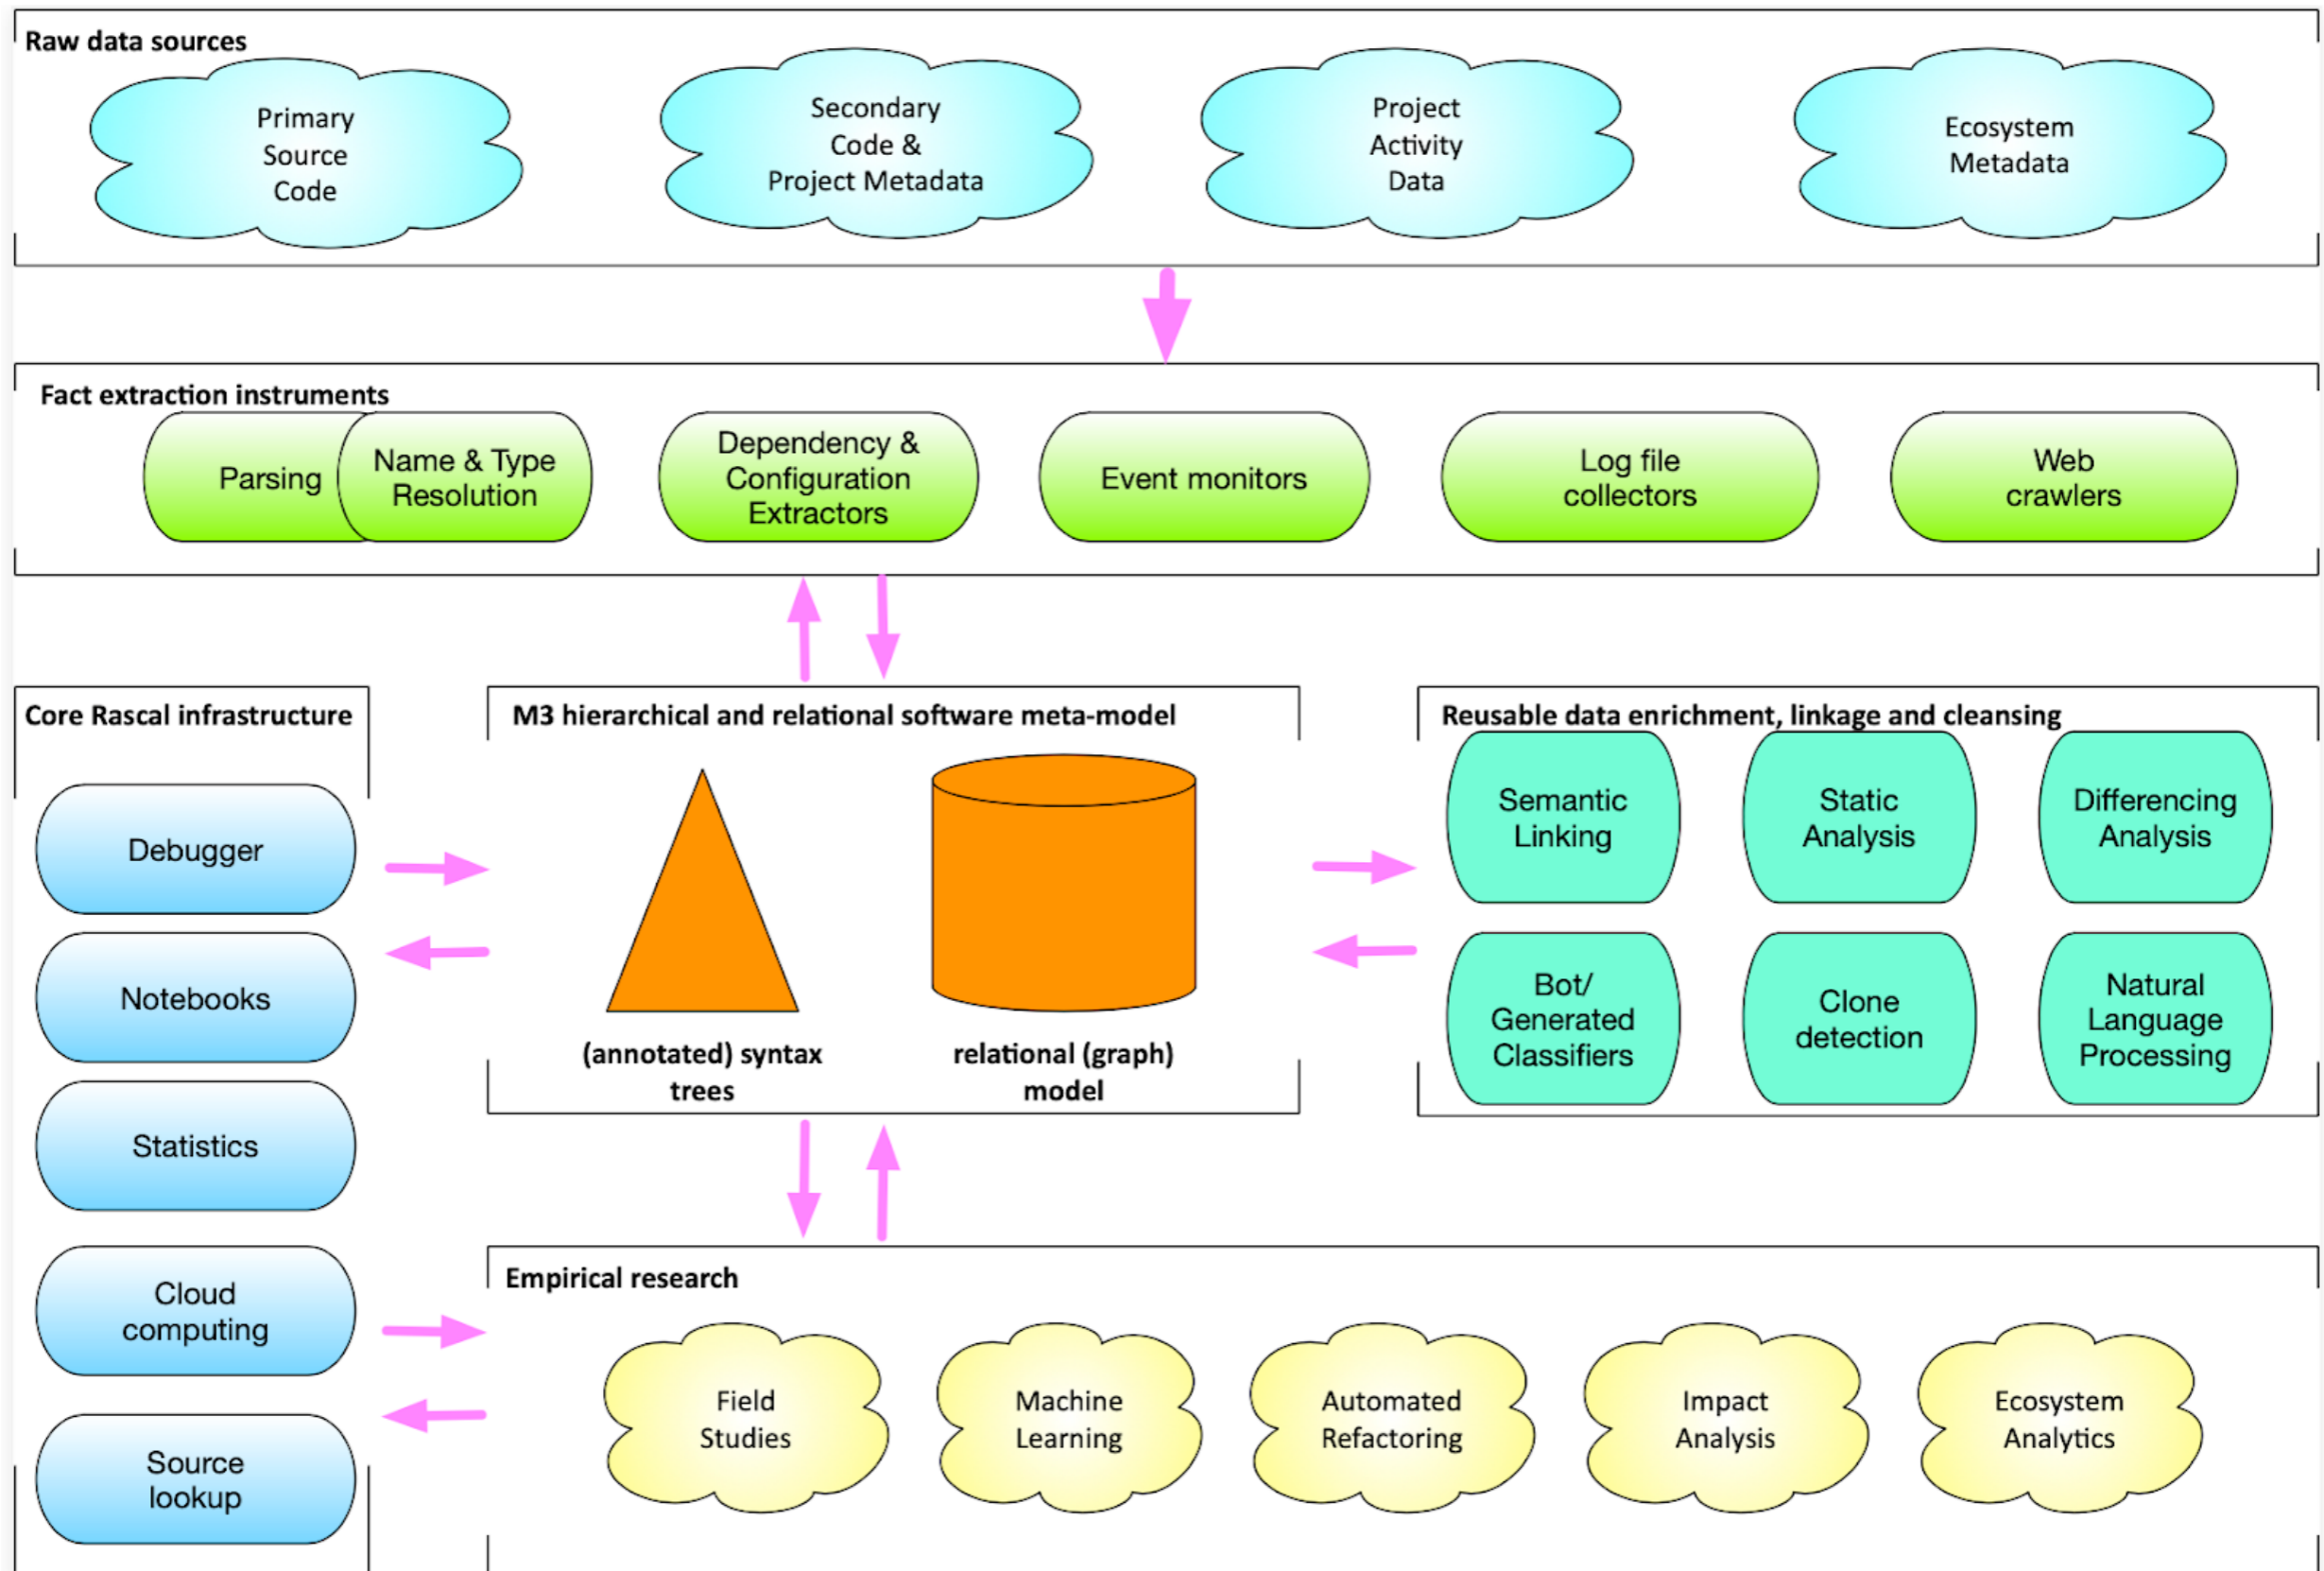 Raw data sources
Primary
Source
Code
Secondary
Code &
Project Metadata
Project
Activity
Data
Ecosystem
Metadata
Fact extraction instruments
Parsing
Name & Type
Resolution
Dependency &
Configuration
Extractors
Event monitors
Log file
collectors
Web
crawlers
Core Rascal infrastructure
Debugger
Notebooks
Statistics
Cloud
computing
Source
lookup
M3 hierarchical and relational software meta-model
(annotated) syntax
trees
relational (graph)
model
Reusable data enrichment, linkage and cleansing
Semantic
Linking
Static
Analysis
Differencing
Analysis
Bot/
Generated
Classifiers
Clone
detection
Natural
Language
Processing
Empirical research
Field
Studies
Machine
Learning
Automated
Refactoring
Impact
Analysis
Ecosystem
Analytics